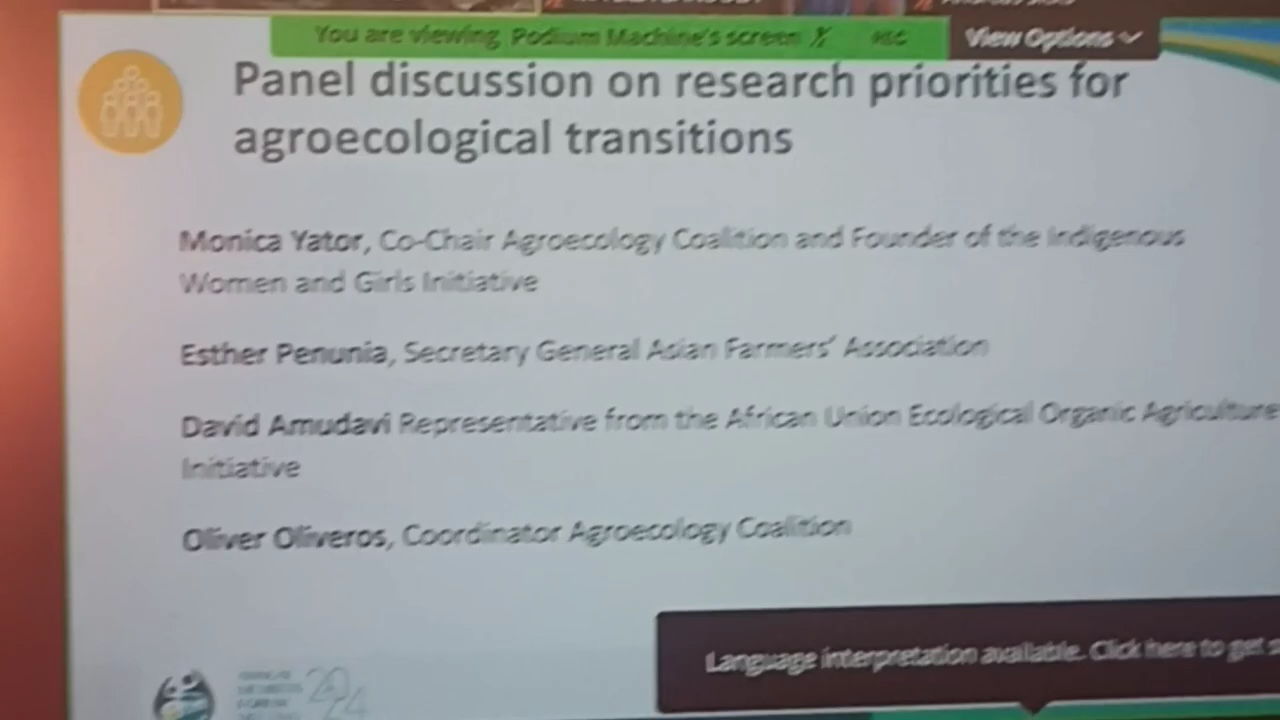 You are viewing Podium Machine's screen
REC
View Options
Panel discussion on research priorities for
agroecological transitions
Monica Yator, Co-Chair Agroecology Coalition and Founder of the Indigenous
Women and Girls Initiative
Esther Penunia, Secretary General Asian Farmers' Association
David Amudavi Representative from the African Union Ecological Organic Agriculture
Initiative
Oliver Oliveros, Coordinator Agroecology Coalition
Language interpretation available. Click here to get
2024